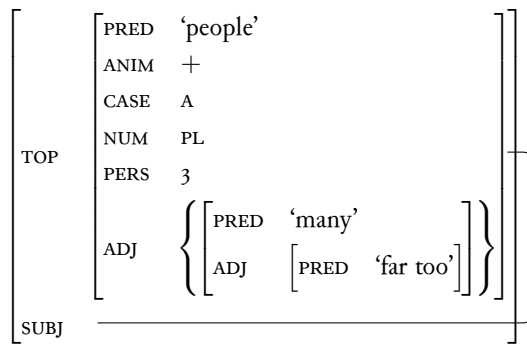 PRED ‘people’
ANIM +
CASE A
NUM PL
TOP PERS 3
PRED ‘many’
ADJ
ADJ PRED ‘far too’
SUBJ